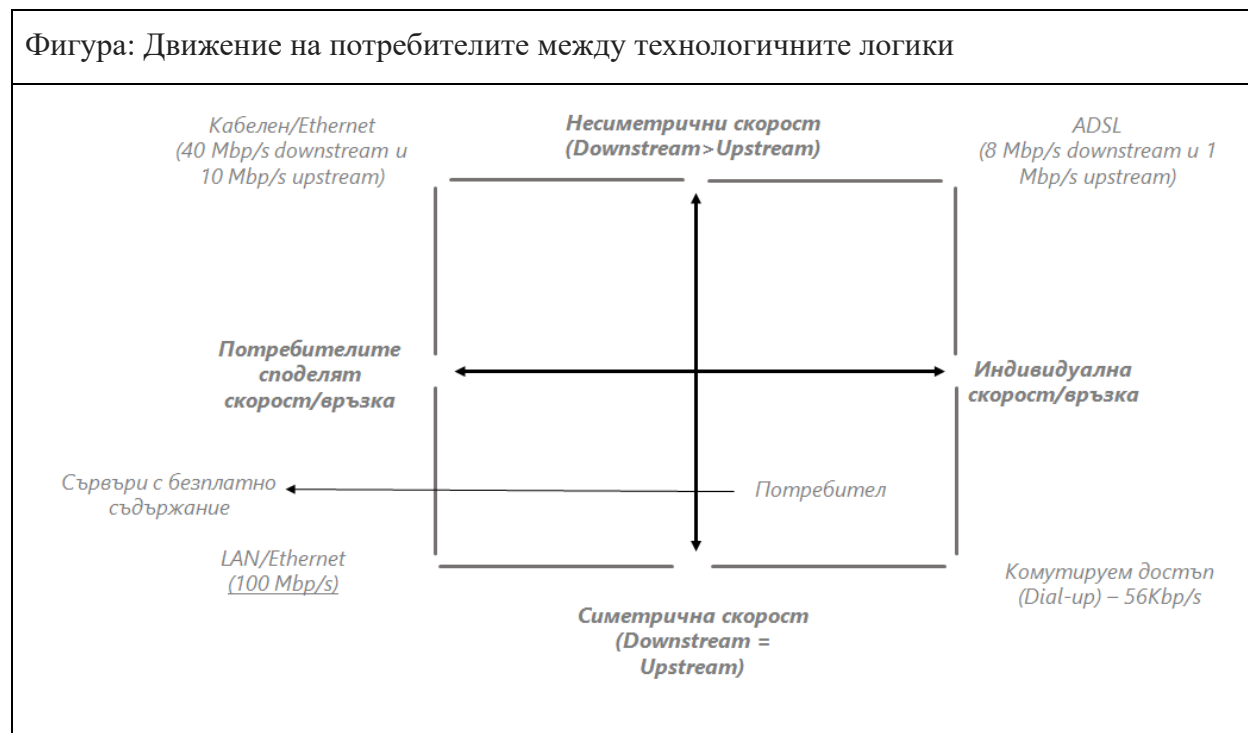 Фигура: Движение на потребителите между технологичните логики
Кабелен/Ethernet
(40 Mbp/s downstream и
10 Mbp/s upstream)
Несиметрични скорост
(Downstream>Upstream)
ADSL
(8 Mbp/s downstream и 1
Mbp/s upstream)
Потребителите
споделят
скорост/връзка
Индивидуална
скорост/връзка
Сървъри с безплатно
съдържание
Потребител
LAN/Ethernet
(100 Mbp/s)
Комутируем достъп
(Dial-up) – 56Kbp/s
Симетрична скорост
(Downstream =
Upstream)